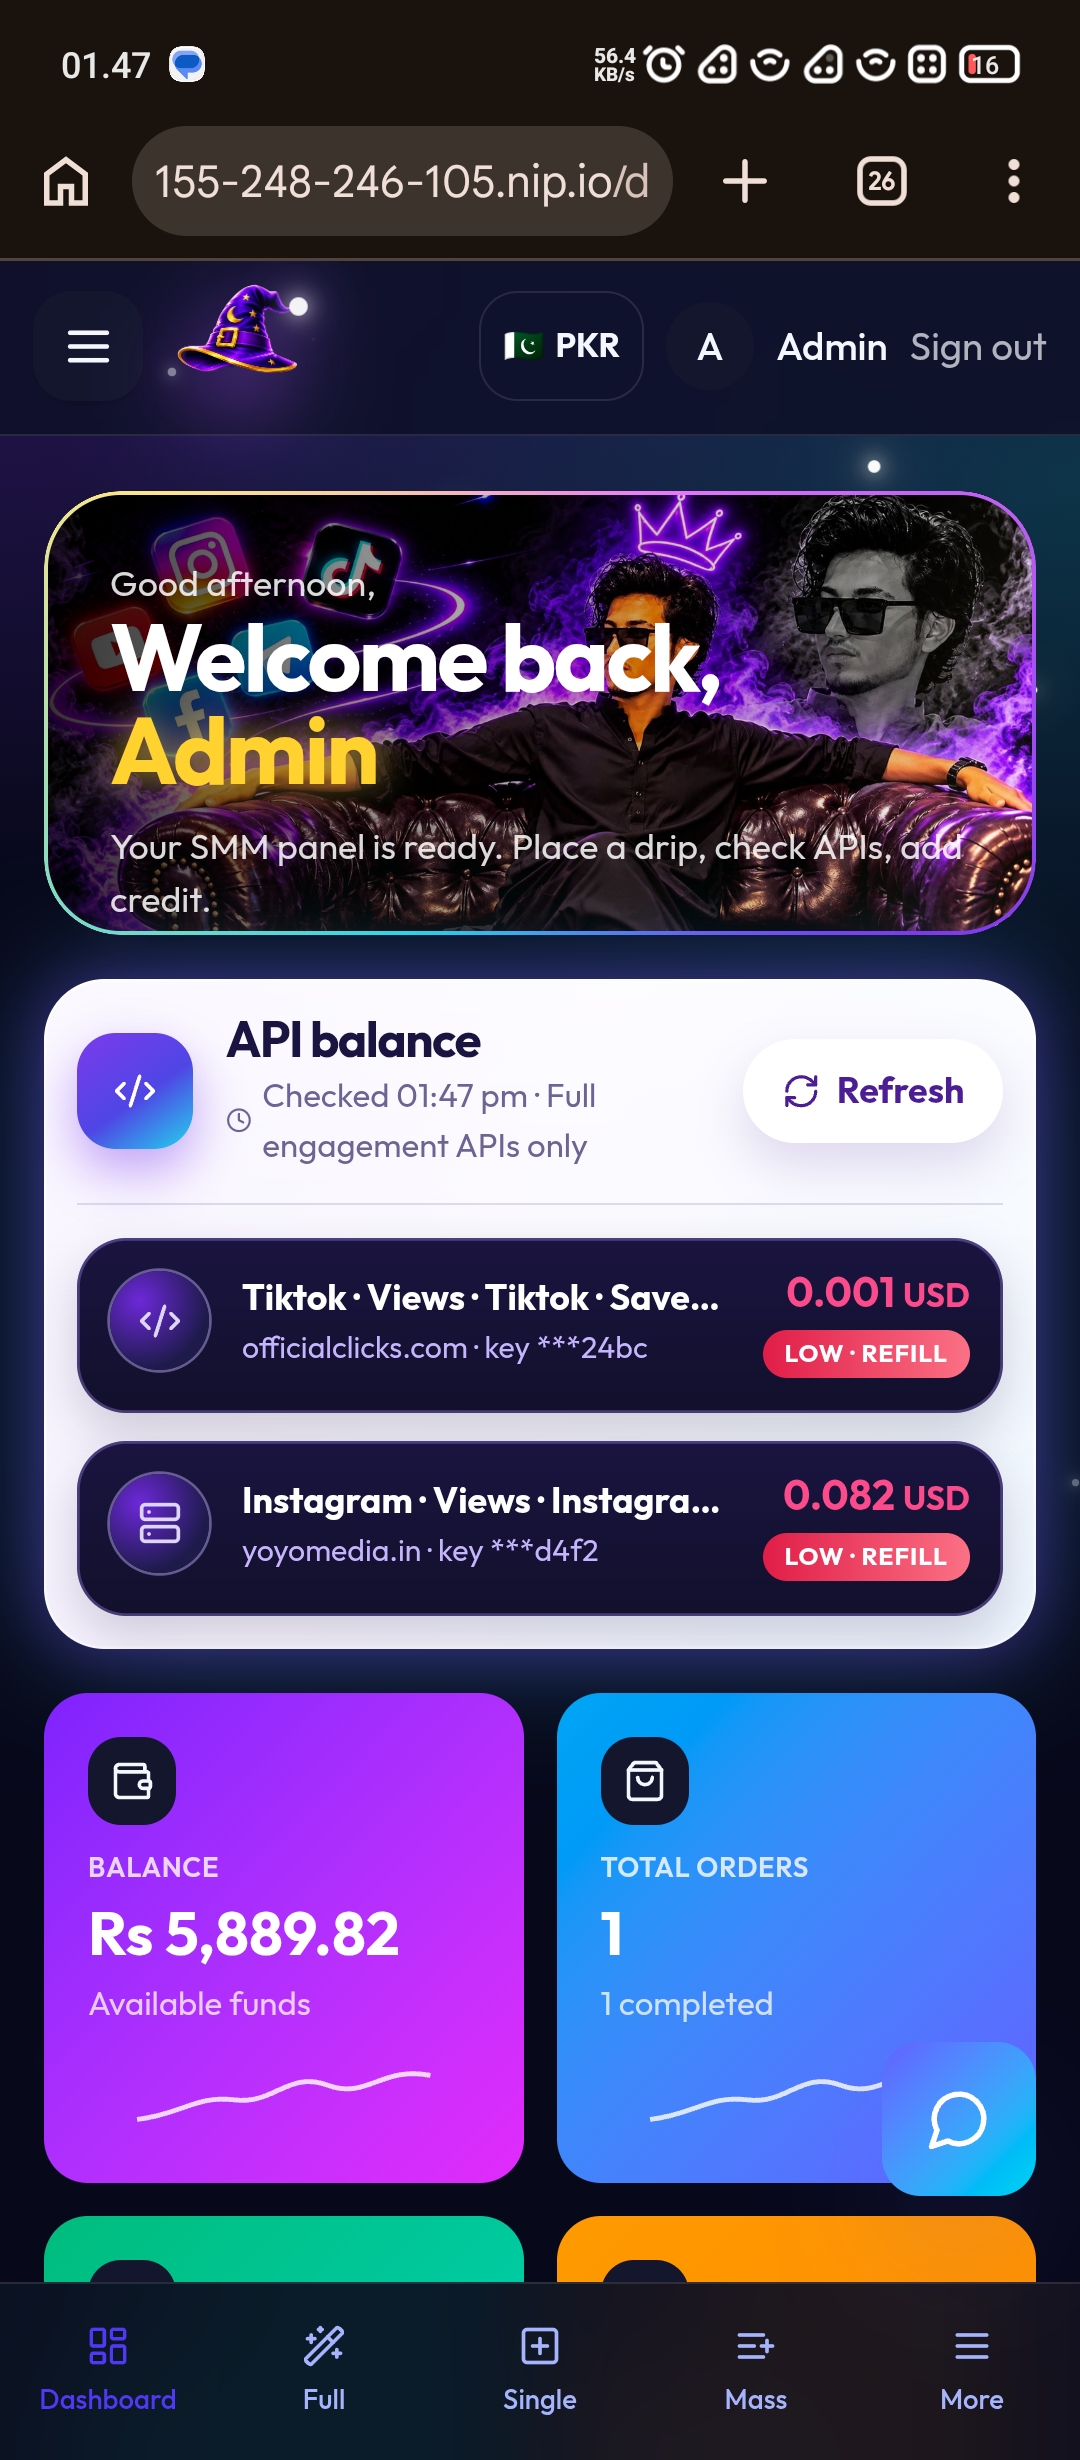 01.47
56.4
KB/s
16
155-248-246-105.nip.io/d
26
PKR
A
Admin
Sign out
Good afternoon,
Welcome back,
Admin
Your SMM panel is ready. Place a drip, check APIs, add
credit.
API balance
Checked 01:47 pm · Full
engagement APIs only
Refresh
Tiktok · Views · Tiktok · Save...
0.001 USD
officialclicks.com · key ***24bc
LOW · REFILL
Instagram · Views · Instagra...
0.082 USD
yoyomedia.in · key ***d4f2
LOW · REFILL
BALANCE
Rs 5,889.82
Available funds
TOTAL ORDERS
1
1 completed
Dashboard
Full
Single
Mass
More